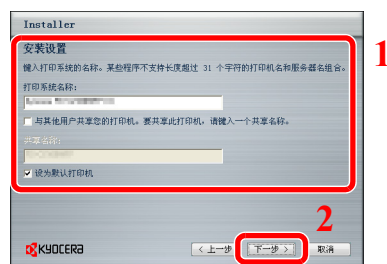 Installer
安装设置
键入打印系统的名称。某些程序不支持长度超过 31 个字符的打印机名和服务器名组合。
打印系统名称:
与其他用户共享您的打印机。要共享此打印机，请键入一个共享名称。
共享名称:
设为默认打印机
1
2
KYOCERA
< 上一步 下一步 > 取消